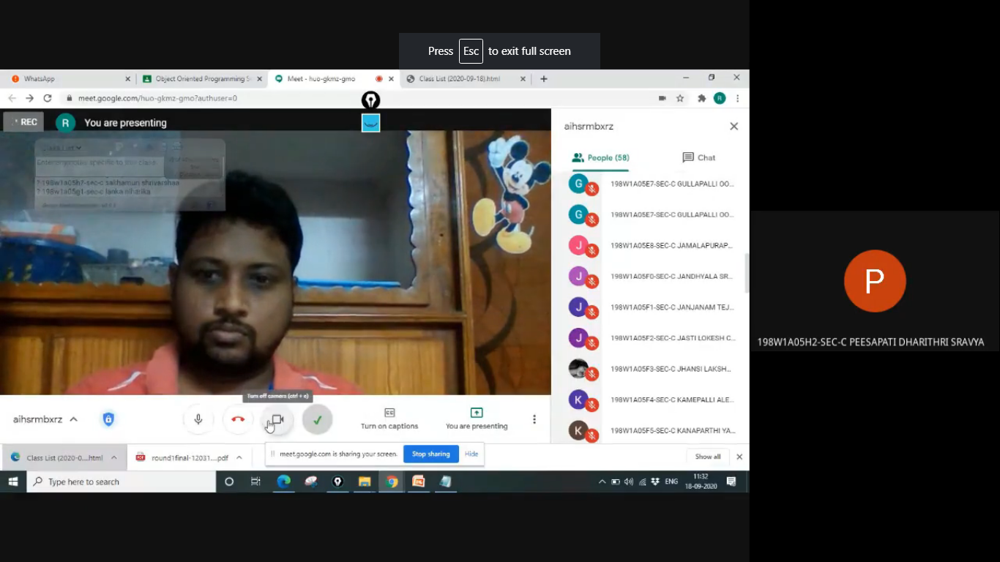 Press Esc to exit full screen
WhatsApp
Object Oriented Programming S
Meet - huo-gkmz-gmo
Class List (2020-09-18).html
meet.google.com/huo-gkmz-gmo?authuser=0
R
REC
R
You are presenting
Class List
?198w1a05g1-sec-c lanka niharika
aihsrmbxrz
People (58)
Chat
G
198W1A05E7-SEC-C GULLAPALLI OO...
G
198W1A05E7-SEC-C GULLAPALLI OO...
J
198W1A05E8-SEC-C JAMALAPURAP...
J
198W1A05F0-SEC-C JANDHYALA SR...
J
198W1A05F1-SEC-C JANJANAM TEJ...
J
198W1A05F2-SEC-C JASTI LOKESH C...
198W1A05F3-SEC-C JHANSI LAKSH...
K
198W1A05F4-SEC-C KAMEPALLI ALE...
K
198W1A05F5-SEC-C KANAPARTHI YA...
P
198W1A05H2-SEC-C PEESAPATI DHARITHRI SRAVYA
Turn off camera (ctrl + e)
aihsrmbxrz
Turn on captions
You are presenting
Class List (2020-0....html
round1final-12031....pdf
meet.google.com is sharing your screen.
Stop sharing
Hide
Show all
Type here to search
ENG
11:32
18-09-2020